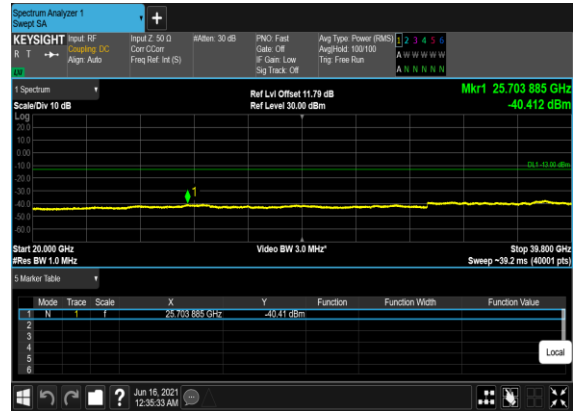 Spectrum Analyzer 1
Swept SA
KEYSIGHT
R T
LXI
Input: RF
Coupling: DC
Align: Auto
Input Z: 50 Ω
Corr CCorr
Freq Ref: Int (S)
#Atten: 30 dB
PNO: Fast
Gate: Off
IF Gain: Low
Sig Track: Off
Avg Type: Power (RMS)
Avg|Hold: 100/100
Trig: Free Run
1 2 3 4 5 6
A W W W W W
A N N N N N
1 Spectrum
Scale/Div 10 dB
Ref Lvl Offset 11.79 dB
Ref Level 30.00 dBm
Mkr1 25.703 885 GHz
-40.412 dBm
Log
20.0
10.0
0.00
-10.0
DL1 -13.00 dBm
-20.0
-30.0
1
-40.0
-50.0
-60.0
Start 20.000 GHz
#Res BW 1.0 MHz
Video BW 3.0 MHz*
Stop 39.800 GHz
Sweep ~39.2 ms (40001 pts)
5 Marker Table
Mode Trace Scale X Y Function Function Width Function Value
1 N 1 f 25.703 885 GHz -40.41 dBm
2
3
4
5
6
Local
?
Jun 16, 2021
12:35:33 AM